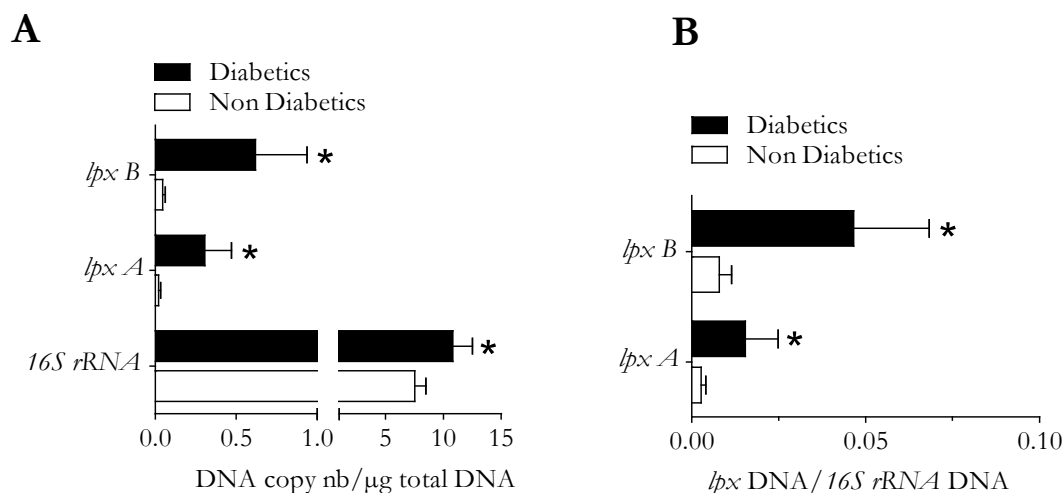 A
Diabetics
Non Diabetics
lpx B
*
lpx A
*
16S rRNA
*
0.0 0.5 1.0 5 10 15
DNA copy nb/µg total DNA
B
Diabetics
Non Diabetics
lpx B
*
lpx A
*
0.00 0.05 0.10
lpx DNA/16S rRNA DNA